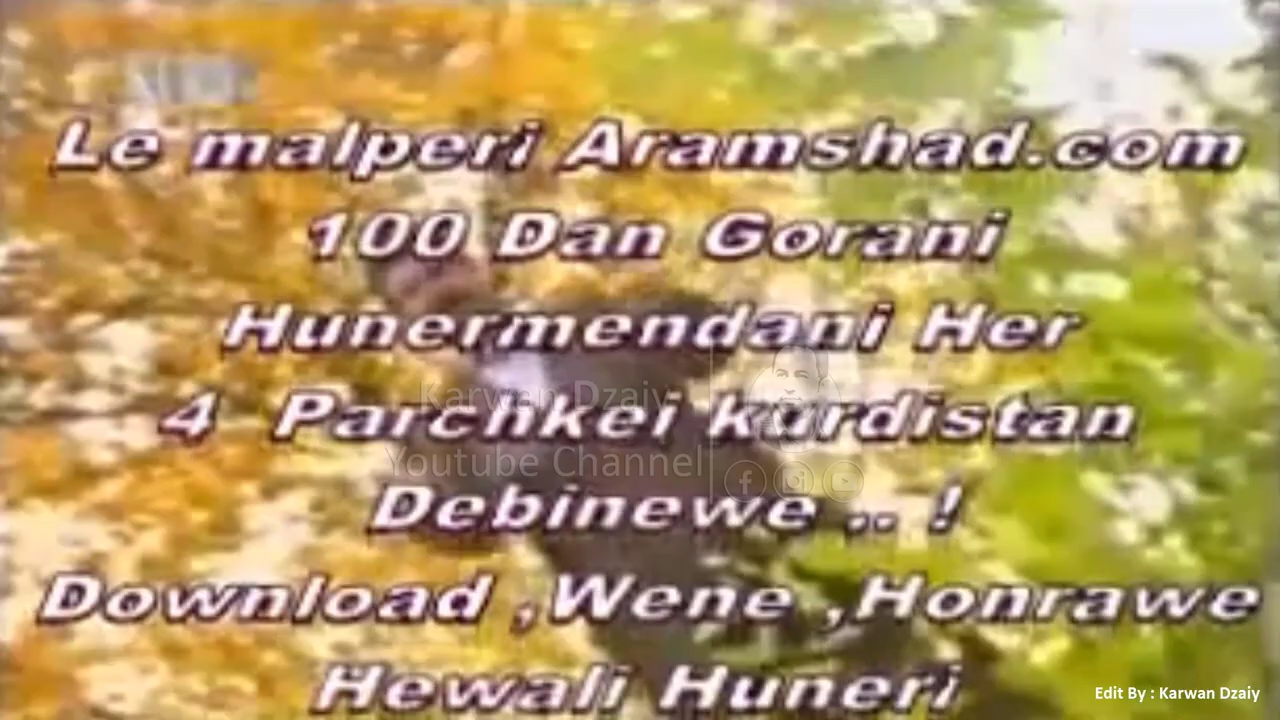 Le malperi Aramshad.com
100 Dan Gorani
Hunermendani Her
4 Parchkei kurdistan
Karwan Dzaiy
Youtube Channel
Debinewe .. !
Download ,Wene ,Honrawe
Hewali Huneri
Edit By : Karwan Dzaiy